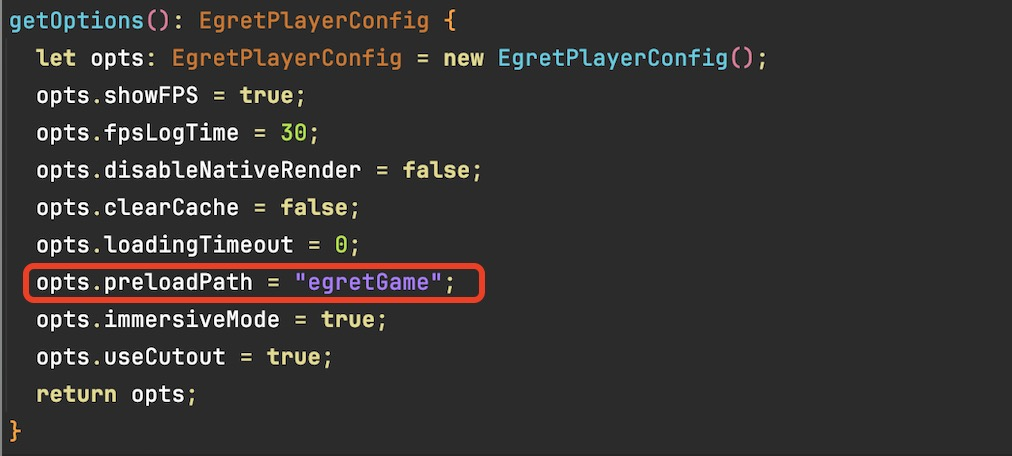 getOptions(): EgretPlayerConfig {
let opts: EgretPlayerConfig = new EgretPlayerConfig();
opts.showFPS = true;
opts.fpsLogTime = 30;
opts.disableNativeRender = false;
opts.clearCache = false;
opts.loadingTimeout = 0;
opts.preloadPath = "egretGame";
opts.immersiveMode = true;
opts.useCutout = true;
return opts;
}